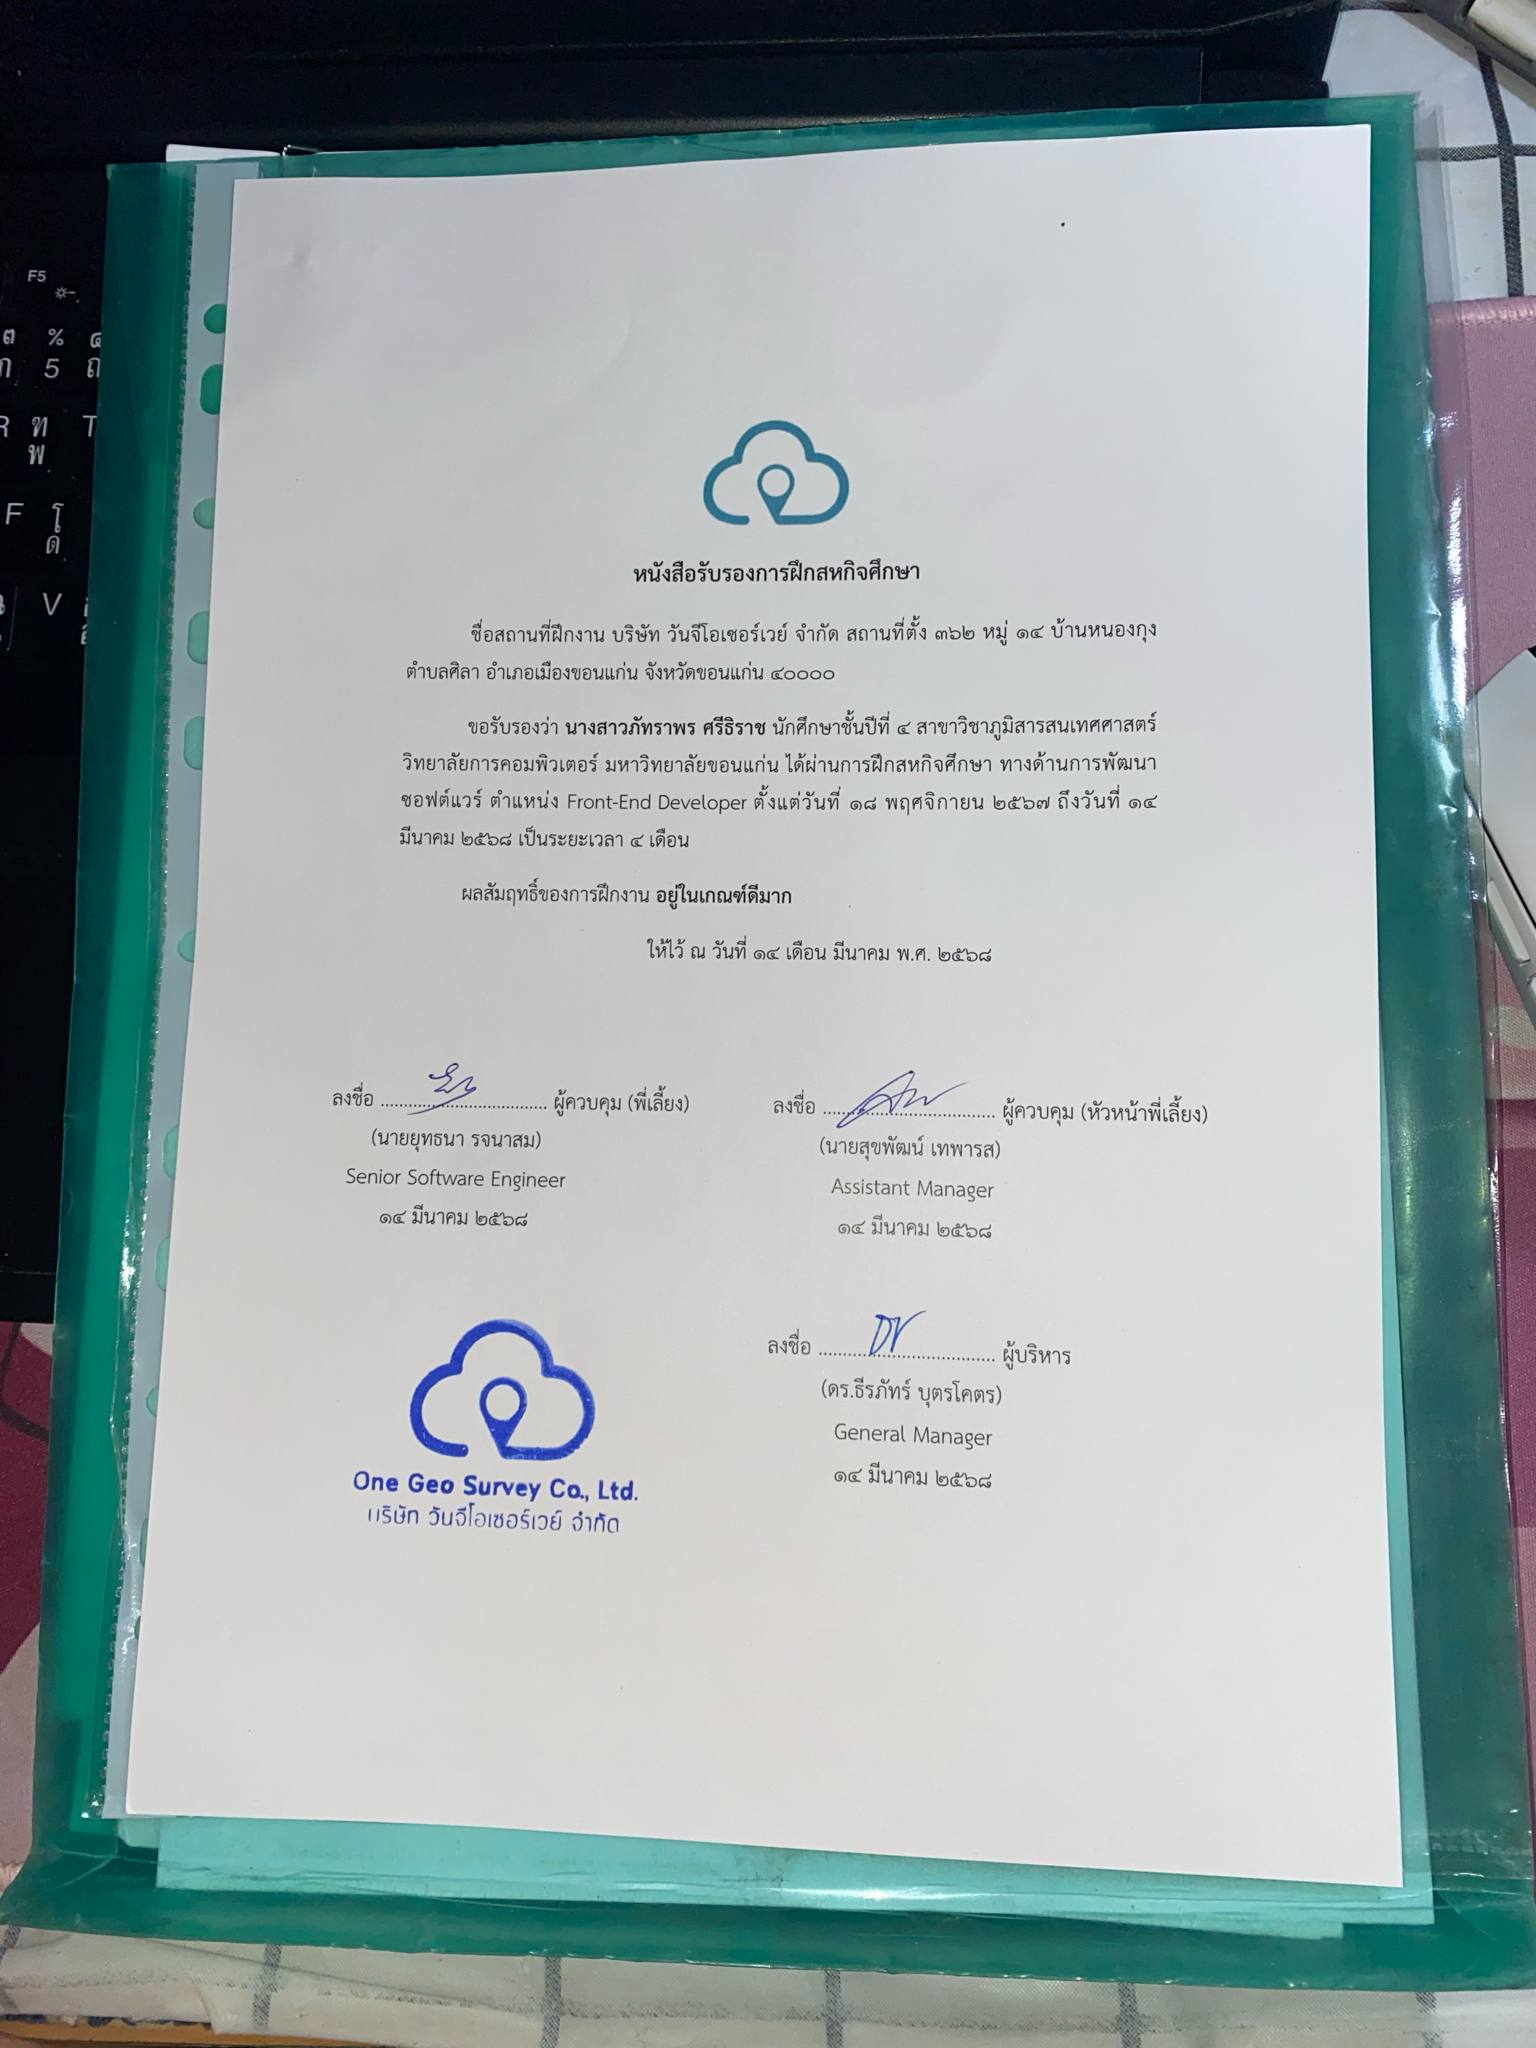 F5
ต % ๔
ก 5 ถ
R ฑ T
พ
F โ
ด
V
หนังสือรับรองการฝึกสหกิจศึกษา
ชื่อสถานที่ฝึกงาน บริษัท วันจีโอเซอร์เวย์ จำกัด สถานที่ตั้ง ๓๖๒ หมู่ ๑๔ บ้านหนองกุง
ตำบลศิลา อำเภอเมืองขอนแก่น จังหวัดขอนแก่น ๔๐๐๐๐
ขอรับรองว่า นางสาวภัทราพร ศรีธิราช นักศึกษาชั้นปีที่ ๔ สาขาวิชาภูมิสารสนเทศศาสตร์
วิทยาลัยการคอมพิวเตอร์ มหาวิทยาลัยขอนแก่น ได้ผ่านการฝึกสหกิจศึกษา ทางด้านการพัฒนา
ซอฟต์แวร์ ตำแหน่ง Front-End Developer ตั้งแต่วันที่ ๑๘ พฤศจิกายน ๒๕๖๗ ถึงวันที่ ๑๔
มีนาคม ๒๕๖๘ เป็นระยะเวลา ๔ เดือน
ผลสัมฤทธิ์ของการฝึกงาน อยู่ในเกณฑ์ดีมาก
ให้ไว้ ณ วันที่ ๑๔ เดือน มีนาคม พ.ศ. ๒๕๖๘
ลงชื่อ .................................. ผู้ควบคุม (พี่เลี้ยง)
(นายยุทธนา รจนาสม)
Senior Software Engineer
๑๔ มีนาคม ๒๕๖๘
ลงชื่อ .................................. ผู้ควบคุม (หัวหน้าพี่เลี้ยง)
(นายสุขพัฒน์ เทพารส)
Assistant Manager
๑๔ มีนาคม ๒๕๖๘
ลงชื่อ .................................. ผู้บริหาร
(ดร.ธีรภัทร์ บุตรโคตร)
General Manager
๑๔ มีนาคม ๒๕๖๘
One Geo Survey Co., Ltd.
บริษัท วันจีโอเซอร์เวย์ จำกัด